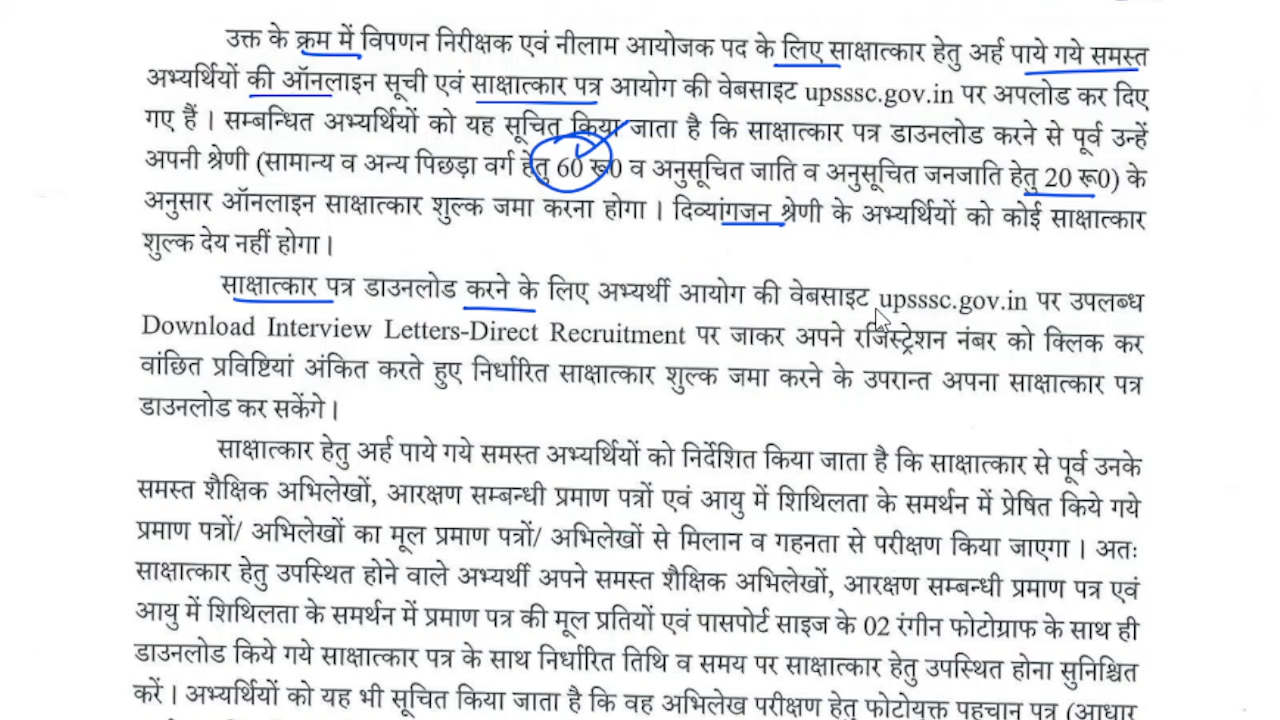 उक्त के क्रम में विपणन निरीक्षक एवं नीलाम आयोजक पद के लिए साक्षात्कार हेतु अर्ह पाये गये समस्त
अभ्यर्थियों की ऑनलाइन सूची एवं साक्षात्कार पत्र आयोग की वेबसाइट upsssc.gov.in पर अपलोड कर दिए
गए हैं । सम्बन्धित अभ्यर्थियों को यह सूचित किया जाता है कि साक्षात्कार पत्र डाउनलोड करने से पूर्व उन्हें
अपनी श्रेणी (सामान्य व अन्य पिछड़ा वर्ग हेतु 60 रू0 व अनुसूचित जाति व अनुसूचित जनजाति हेतु 20 रू0) के
अनुसार ऑनलाइन साक्षात्कार शुल्क जमा करना होगा । दिव्यांगजन श्रेणी के अभ्यर्थियों को कोई साक्षात्कार
शुल्क देय नहीं होगा ।
साक्षात्कार पत्र डाउनलोड करने के लिए अभ्यर्थी आयोग की वेबसाइट upsssc.gov.in पर उपलब्ध
Download Interview Letters-Direct Recruitment पर जाकर अपने रजिस्ट्रेशन नंबर को क्लिक कर
वांछित प्रविष्टियां अंकित करते हुए निर्धारित साक्षात्कार शुल्क जमा करने के उपरान्त अपना साक्षात्कार पत्र
डाउनलोड कर सकेंगे ।
साक्षात्कार हेतु अर्ह पाये गये समस्त अभ्यर्थियों को निर्देशित किया जाता है कि साक्षात्कार से पूर्व उनके
समस्त शैक्षिक अभिलेखों, आरक्षण सम्बन्धी प्रमाण पत्रों एवं आयु में शिथिलता के समर्थन में प्रेषित किये गये
प्रमाण पत्रों/ अभिलेखों का मूल प्रमाण पत्रों/ अभिलेखों से मिलान व गहनता से परीक्षण किया जाएगा । अतः
साक्षात्कार हेतु उपस्थित होने वाले अभ्यर्थी अपने समस्त शैक्षिक अभिलेखों, आरक्षण सम्बन्धी प्रमाण पत्र एवं
आयु में शिथिलता के समर्थन में प्रमाण पत्र की मूल प्रतियों एवं पासपोर्ट साइज के 02 रंगीन फोटोग्राफ के साथ ही
डाउनलोड किये गये साक्षात्कार पत्र के साथ निर्धारित तिथि व समय पर साक्षात्कार हेतु उपस्थित होना सुनिश्चित
करें । अभ्यर्थियों को यह भी सूचित किया जाता है कि वह अभिलेख परीक्षण हेतु फोटोयुक्त पहचान पत्र (आधार